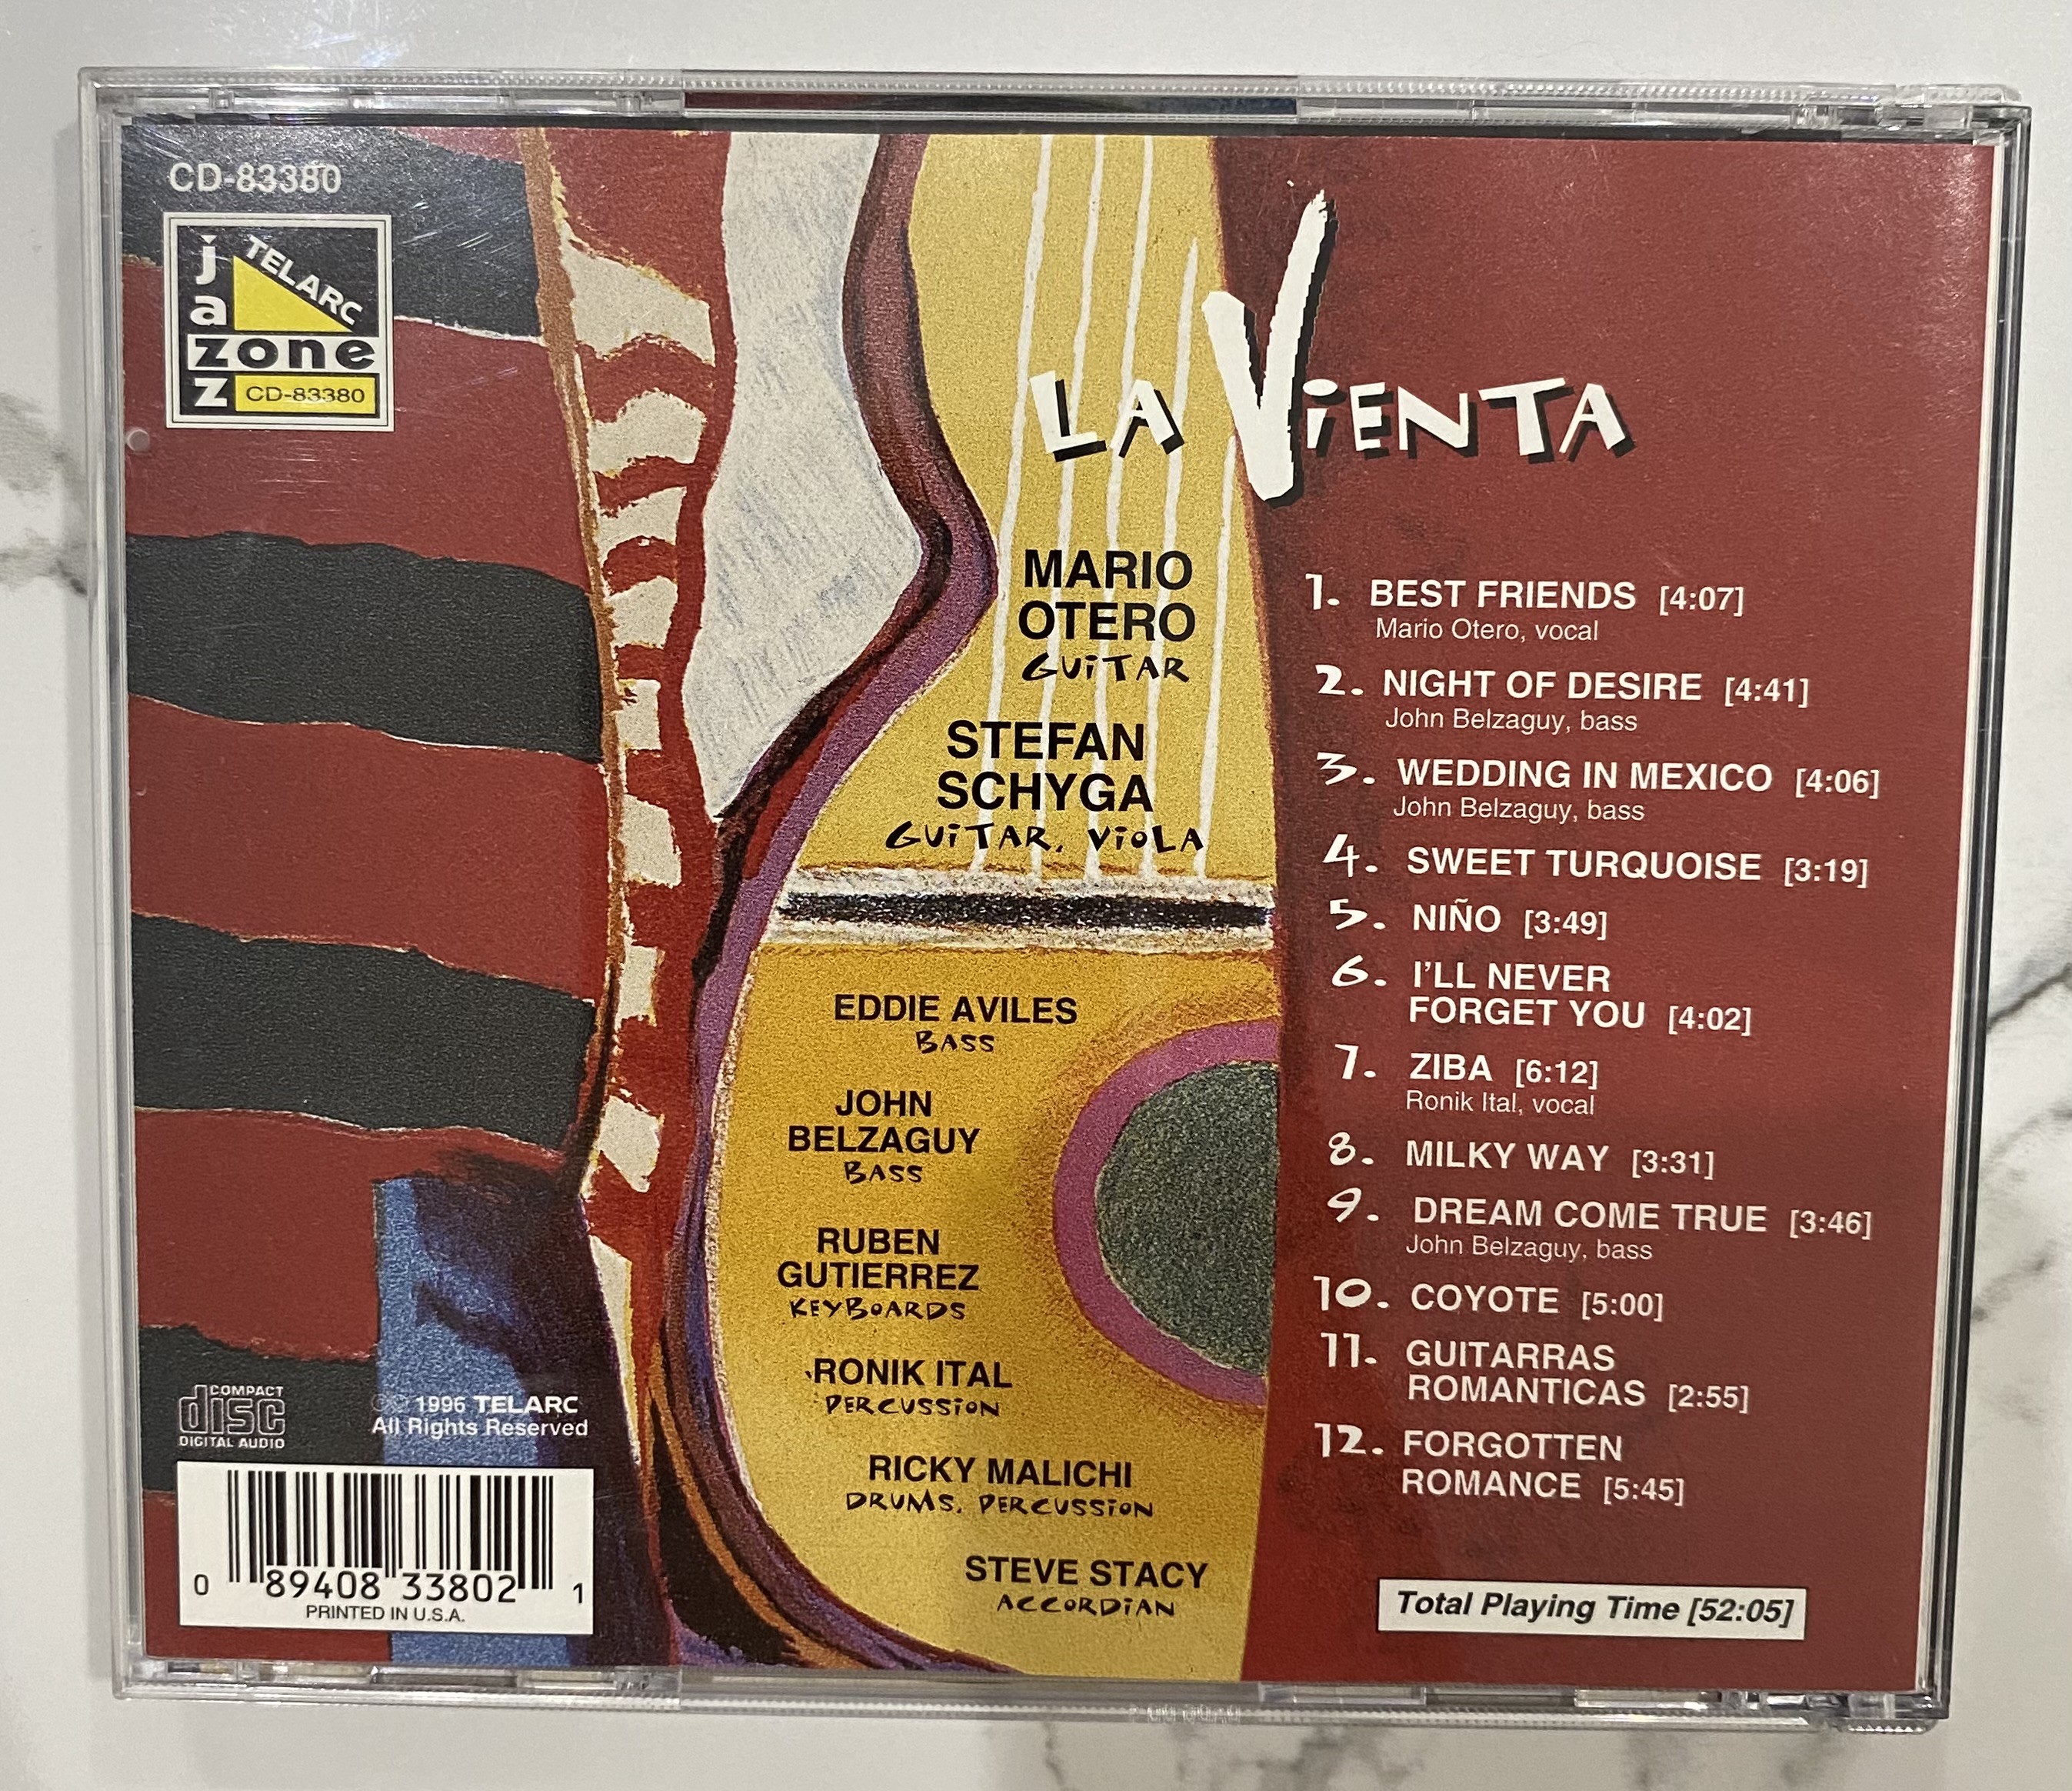 CD-83380
jazz
TELARC
zone
CD-83380
LA VIENTA
MARIO
OTERO
GUITAR
STEFAN
SCHYGA
GUITAR, VIOLA
EDDIE AVILES
BASS
JOHN
BELZAGUY
BASS
RUBEN
GUTIERREZ
KEYBOARDS
RONIK ITAL
PERCUSSION
RICKY MALICHI
DRUMS, PERCUSSION
STEVE STACY
ACCORDIAN
1. BEST FRIENDS [4:07]
Mario Otero, vocal
2. NIGHT OF DESIRE [4:41]
John Belzaguy, bass
3. WEDDING IN MEXICO [4:06]
John Belzaguy, bass
4. SWEET TURQUOISE [3:19]
5. NIÑO [3:49]
6. I'LL NEVER
FORGET YOU [4:02]
7. ZIBA [6:12]
Ronik Ital, vocal
8. MILKY WAY [3:31]
9. DREAM COME TRUE [3:46]
John Belzaguy, bass
10. COYOTE [5:00]
11. GUITARRAS
ROMANTICAS [2:55]
12. FORGOTTEN
ROMANCE [5:45]
Total Playing Time [52:05]
COMPACT
disc
DIGITAL AUDIO
1996 TELARC
All Rights Reserved
0 89408 33802 1
PRINTED IN U.S.A.